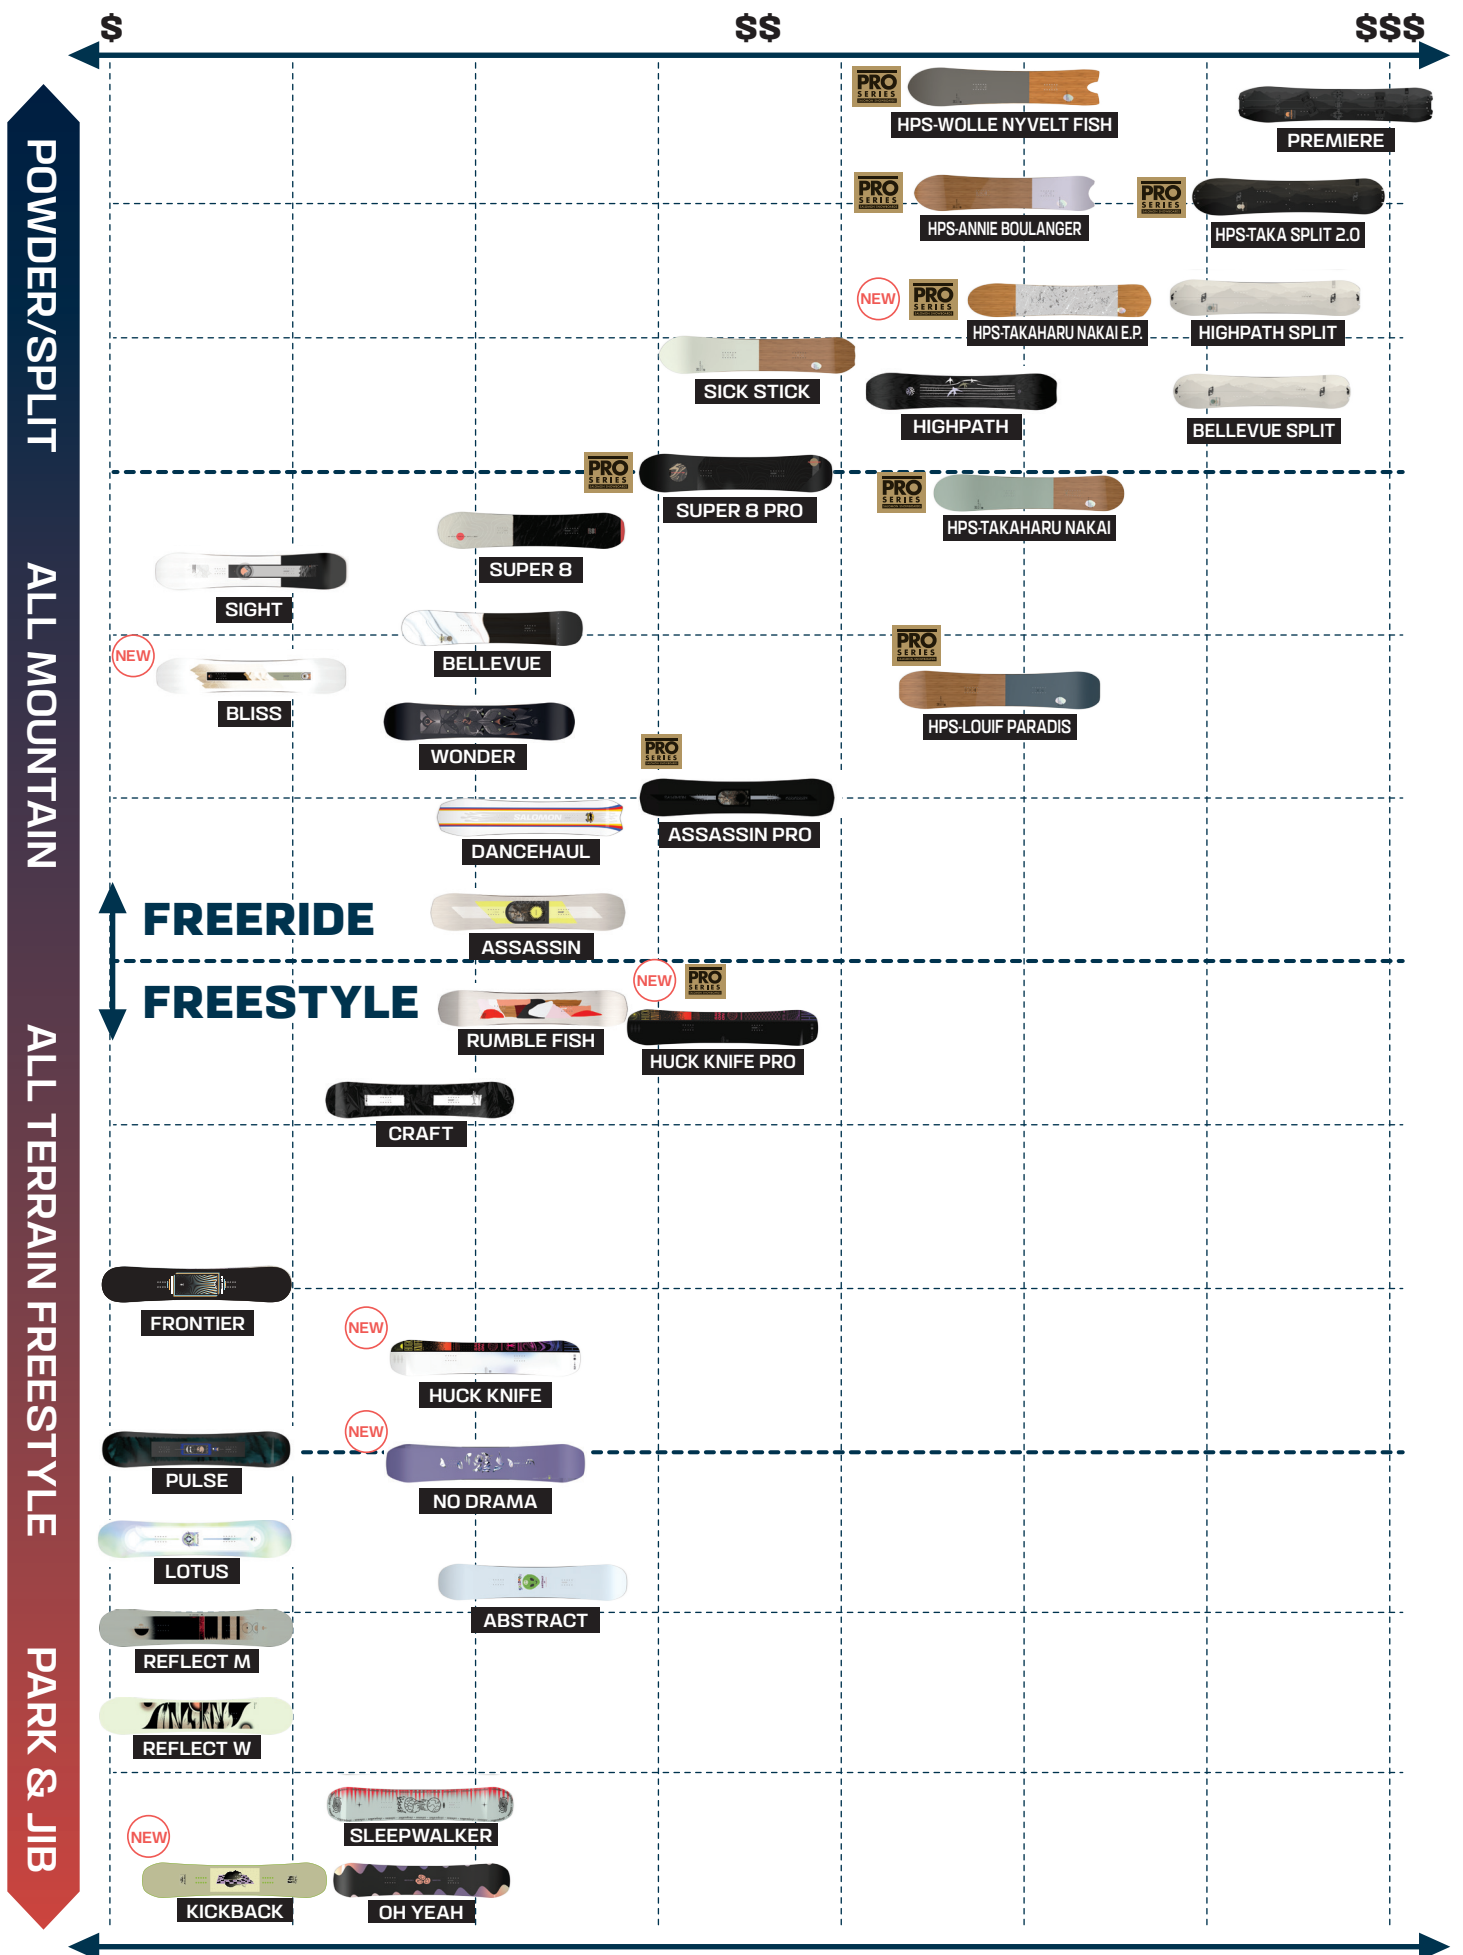 $ $$ $$$
POWDER/SPLIT
ALL MOUNTAIN
ALL TERRAIN FREESTYLE
PARK & JIB
PRO
SERIES
HPS-WOLLE NYVELT FISH
PREMIERE
PRO
SERIES
HPS-ANNIE BOULANGER
PRO
SERIES
HPS-TAKA SPLIT 2.0
NEW
PRO
SERIES
HPS-TAKAHARU NAKAI E.P.
HIGHPATH SPLIT
SICK STICK
HIGHPATH
BELLEVUE SPLIT
PRO
SERIES
SUPER 8 PRO
PRO
SERIES
HPS-TAKAHARU NAKAI
SUPER 8
SIGHT
BELLEVUE
NEW
BLISS
PRO
SERIES
HPS-LOUIF PARADIS
WONDER
PRO
SERIES
ASSASSIN PRO
SALOMON
DANCEHAUL
FREERIDE
ASSASSIN
FREESTYLE
RUMBLE FISH
NEW
PRO
SERIES
HUCK KNIFE PRO
CRAFT
FRONTIER
NEW
HUCK KNIFE
PULSE
NEW
NO DRAMA
LOTUS
ABSTRACT
REFLECT M
REFLECT W
SLEEPWALKER
NEW
KICKBACK
OH YEAH